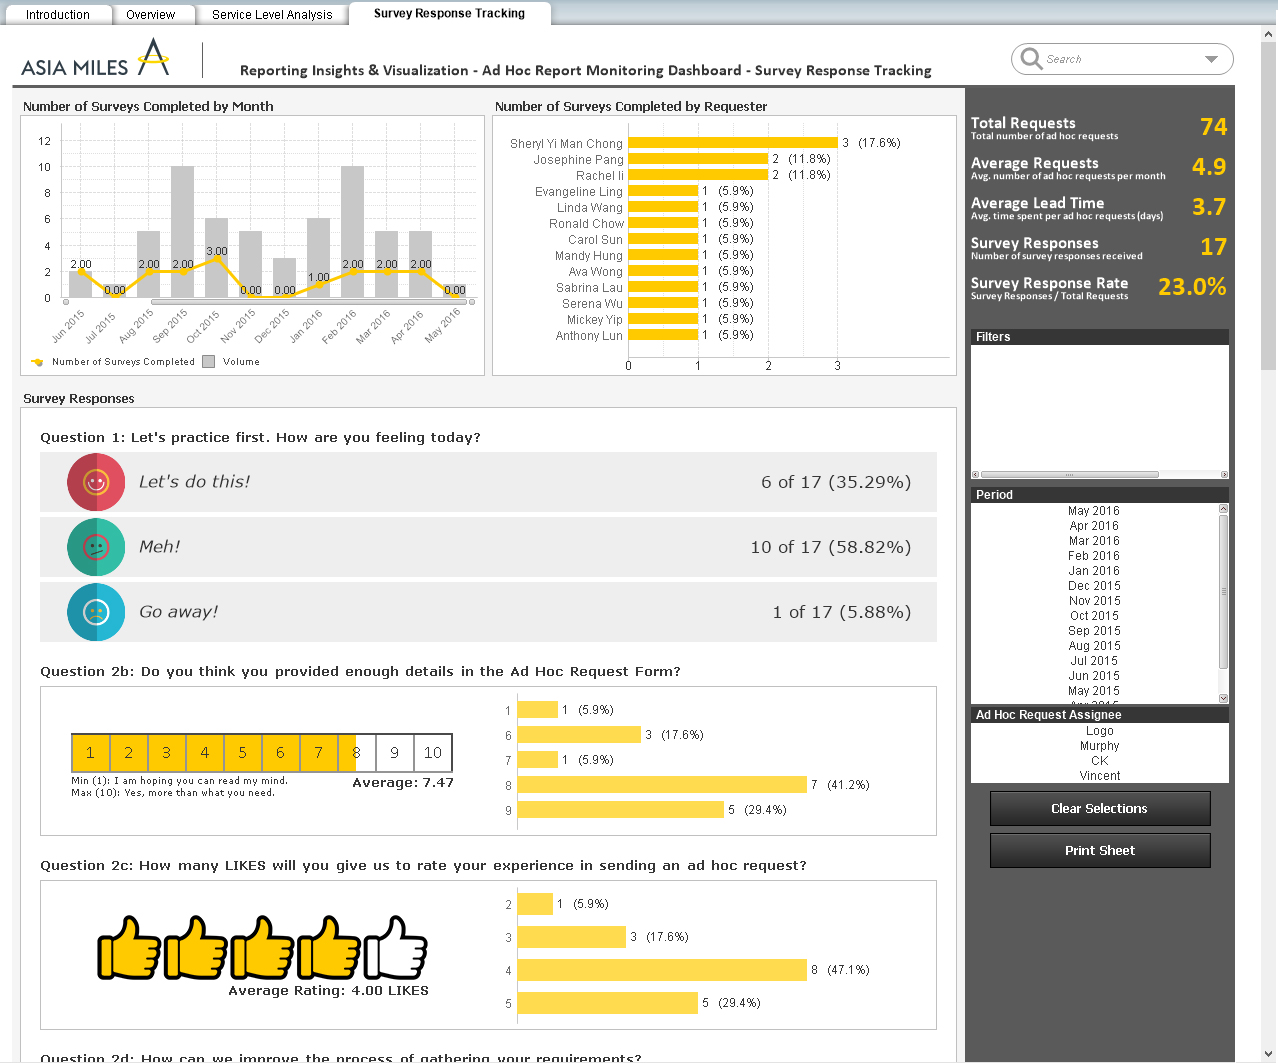 Introduction
Overview
Service Level Analysis
Survey Response Tracking
ASIA MILES
Reporting Insights & Visualization - Ad Hoc Report Monitoring Dashboard - Survey Response Tracking
Search
Number of Surveys Completed by Month
12
10
8
6
4
2
0
2.00
0.00
2.00
2.00
3.00
0.00
0.00
1.00
2.00
2.00
2.00
0.00
Jun 2015
Jul 2015
Aug 2015
Sep 2015
Oct 2015
Nov 2015
Dec 2015
Jan 2016
Feb 2016
Mar 2016
Apr 2016
May 2016
Number of Surveys Completed
Volume
Number of Surveys Completed by Requester
Sheryl Yi Man Chong 3 (17.6%)
Josephine Pang 2 (11.8%)
Rachel li 2 (11.8%)
Evangeline Ling 1 (5.9%)
Linda Wang 1 (5.9%)
Ronald Chow 1 (5.9%)
Carol Sun 1 (5.9%)
Mandy Hung 1 (5.9%)
Ava Wong 1 (5.9%)
Sabrina Lau 1 (5.9%)
Serena Wu 1 (5.9%)
Mickey Yip 1 (5.9%)
Anthony Lun 1 (5.9%)
0 1 2 3
Total Requests 74
Total number of ad hoc requests
Average Requests 4.9
Avg. number of ad hoc requests per month
Average Lead Time 3.7
Avg. time spent per ad hoc requests (days)
Survey Responses 17
Number of survey responses received
Survey Response Rate 23.0%
Survey Responses / Total Requests
Filters
Period
May 2016
Apr 2016
Mar 2016
Feb 2016
Jan 2016
Dec 2015
Nov 2015
Oct 2015
Sep 2015
Aug 2015
Jul 2015
Jun 2015
May 2015
Ad Hoc Request Assignee
Logo
Murphy
CK
Vincent
Clear Selections
Print Sheet
Survey Responses
Question 1: Let's practice first. How are you feeling today?
Let's do this! 6 of 17 (35.29%)
Meh! 10 of 17 (58.82%)
Go away! 1 of 17 (5.88%)
Question 2b: Do you think you provided enough details in the Ad Hoc Request Form?
1 2 3 4 5 6 7 8 9 10
Min (1): I am hoping you can read my mind.
Max (10): Yes, more than what you need.
Average: 7.47
1 1 (5.9%)
6 3 (17.6%)
7 1 (5.9%)
8 7 (41.2%)
9 5 (29.4%)
Question 2c: How many LIKES will you give us to rate your experience in sending an ad hoc request?
Average Rating: 4.00 LIKES
2 1 (5.9%)
3 3 (17.6%)
4 8 (47.1%)
5 5 (29.4%)
Question 2d: How can we improve the process of gathering your requirements?